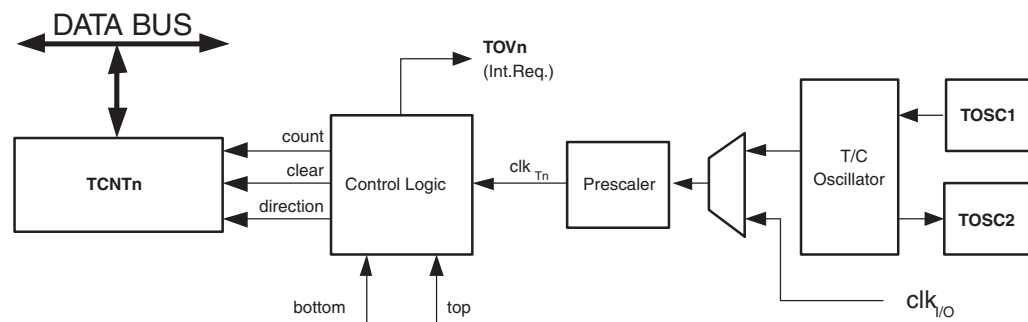 DATA BUS
TOVn
(Int.Req.)
TOSC1
count
TCNTn
clear
Control Logic
clk Tn
Prescaler
T/C
Oscillator
direction
TOSC2
bottom
top
clk I/O